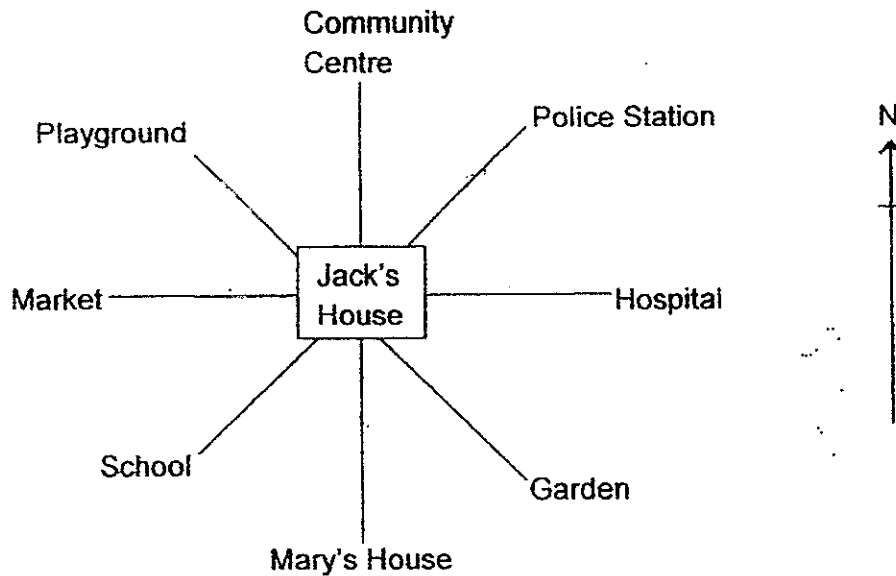 Community
Centre
Playground
Police Station
N
Market
Jack's
House
Hospital
School
Garden
Mary's House